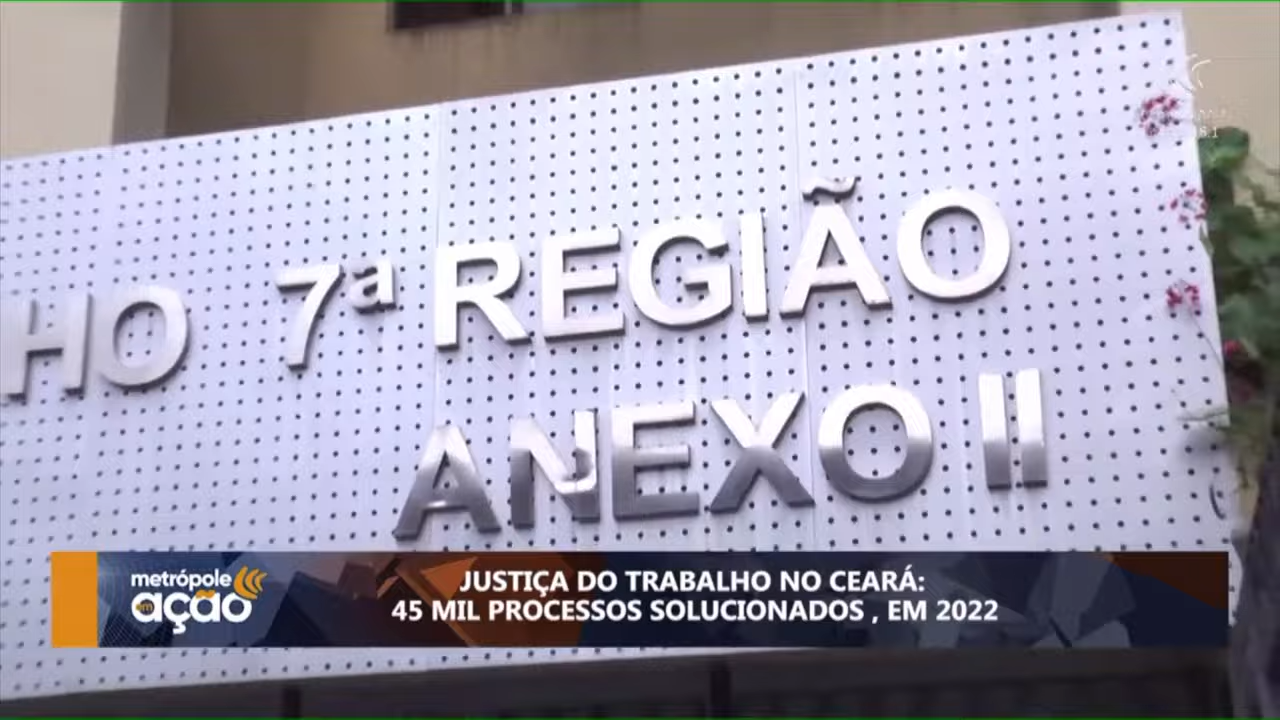 HO 7ª REGIÃO
ANEXO II
metrópole
em
ação
JUSTIÇA DO TRABALHO NO CEARÁ:
45 MIL PROCESSOS SOLUCIONADOS , EM 2022